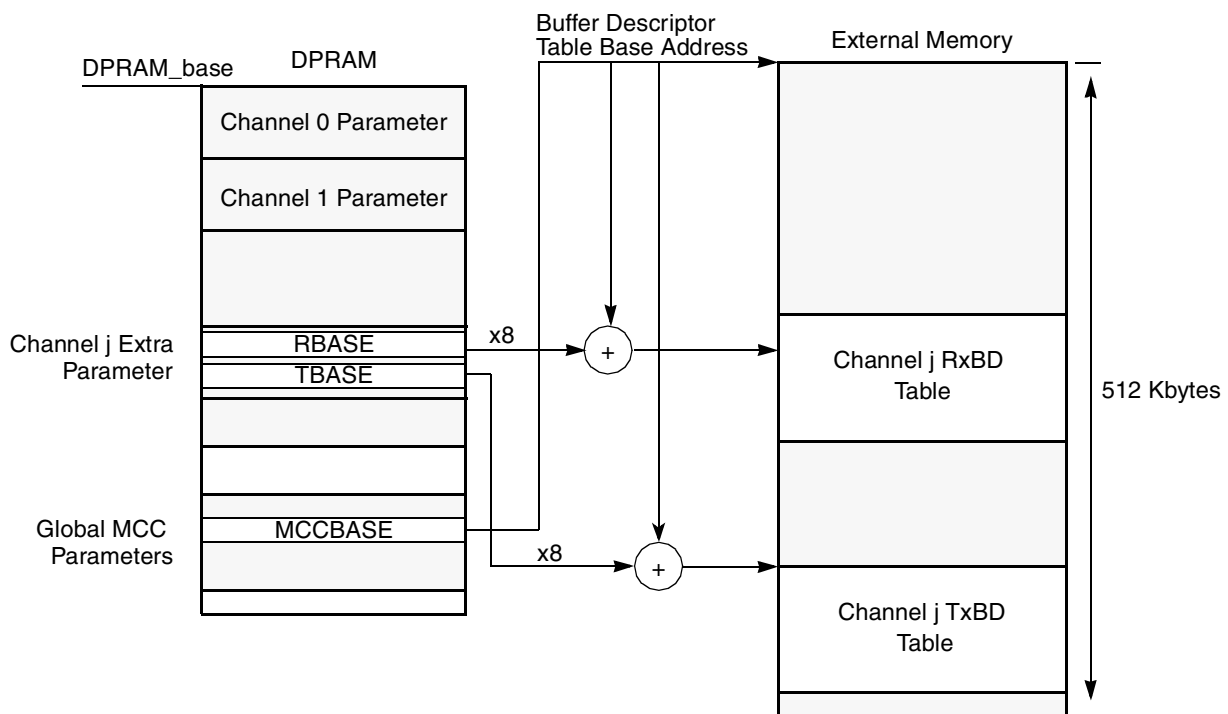 Buffer Descriptor
Table Base Address
External Memory
DPRAM_base
DPRAM
Channel 0 Parameter
Channel 1 Parameter
Channel j Extra
Parameter
RBASE
x8
+
TBASE
Channel j RxBD
Table
512 Kbytes
Global MCC
Parameters
MCCBASE
x8
+
Channel j TxBD
Table